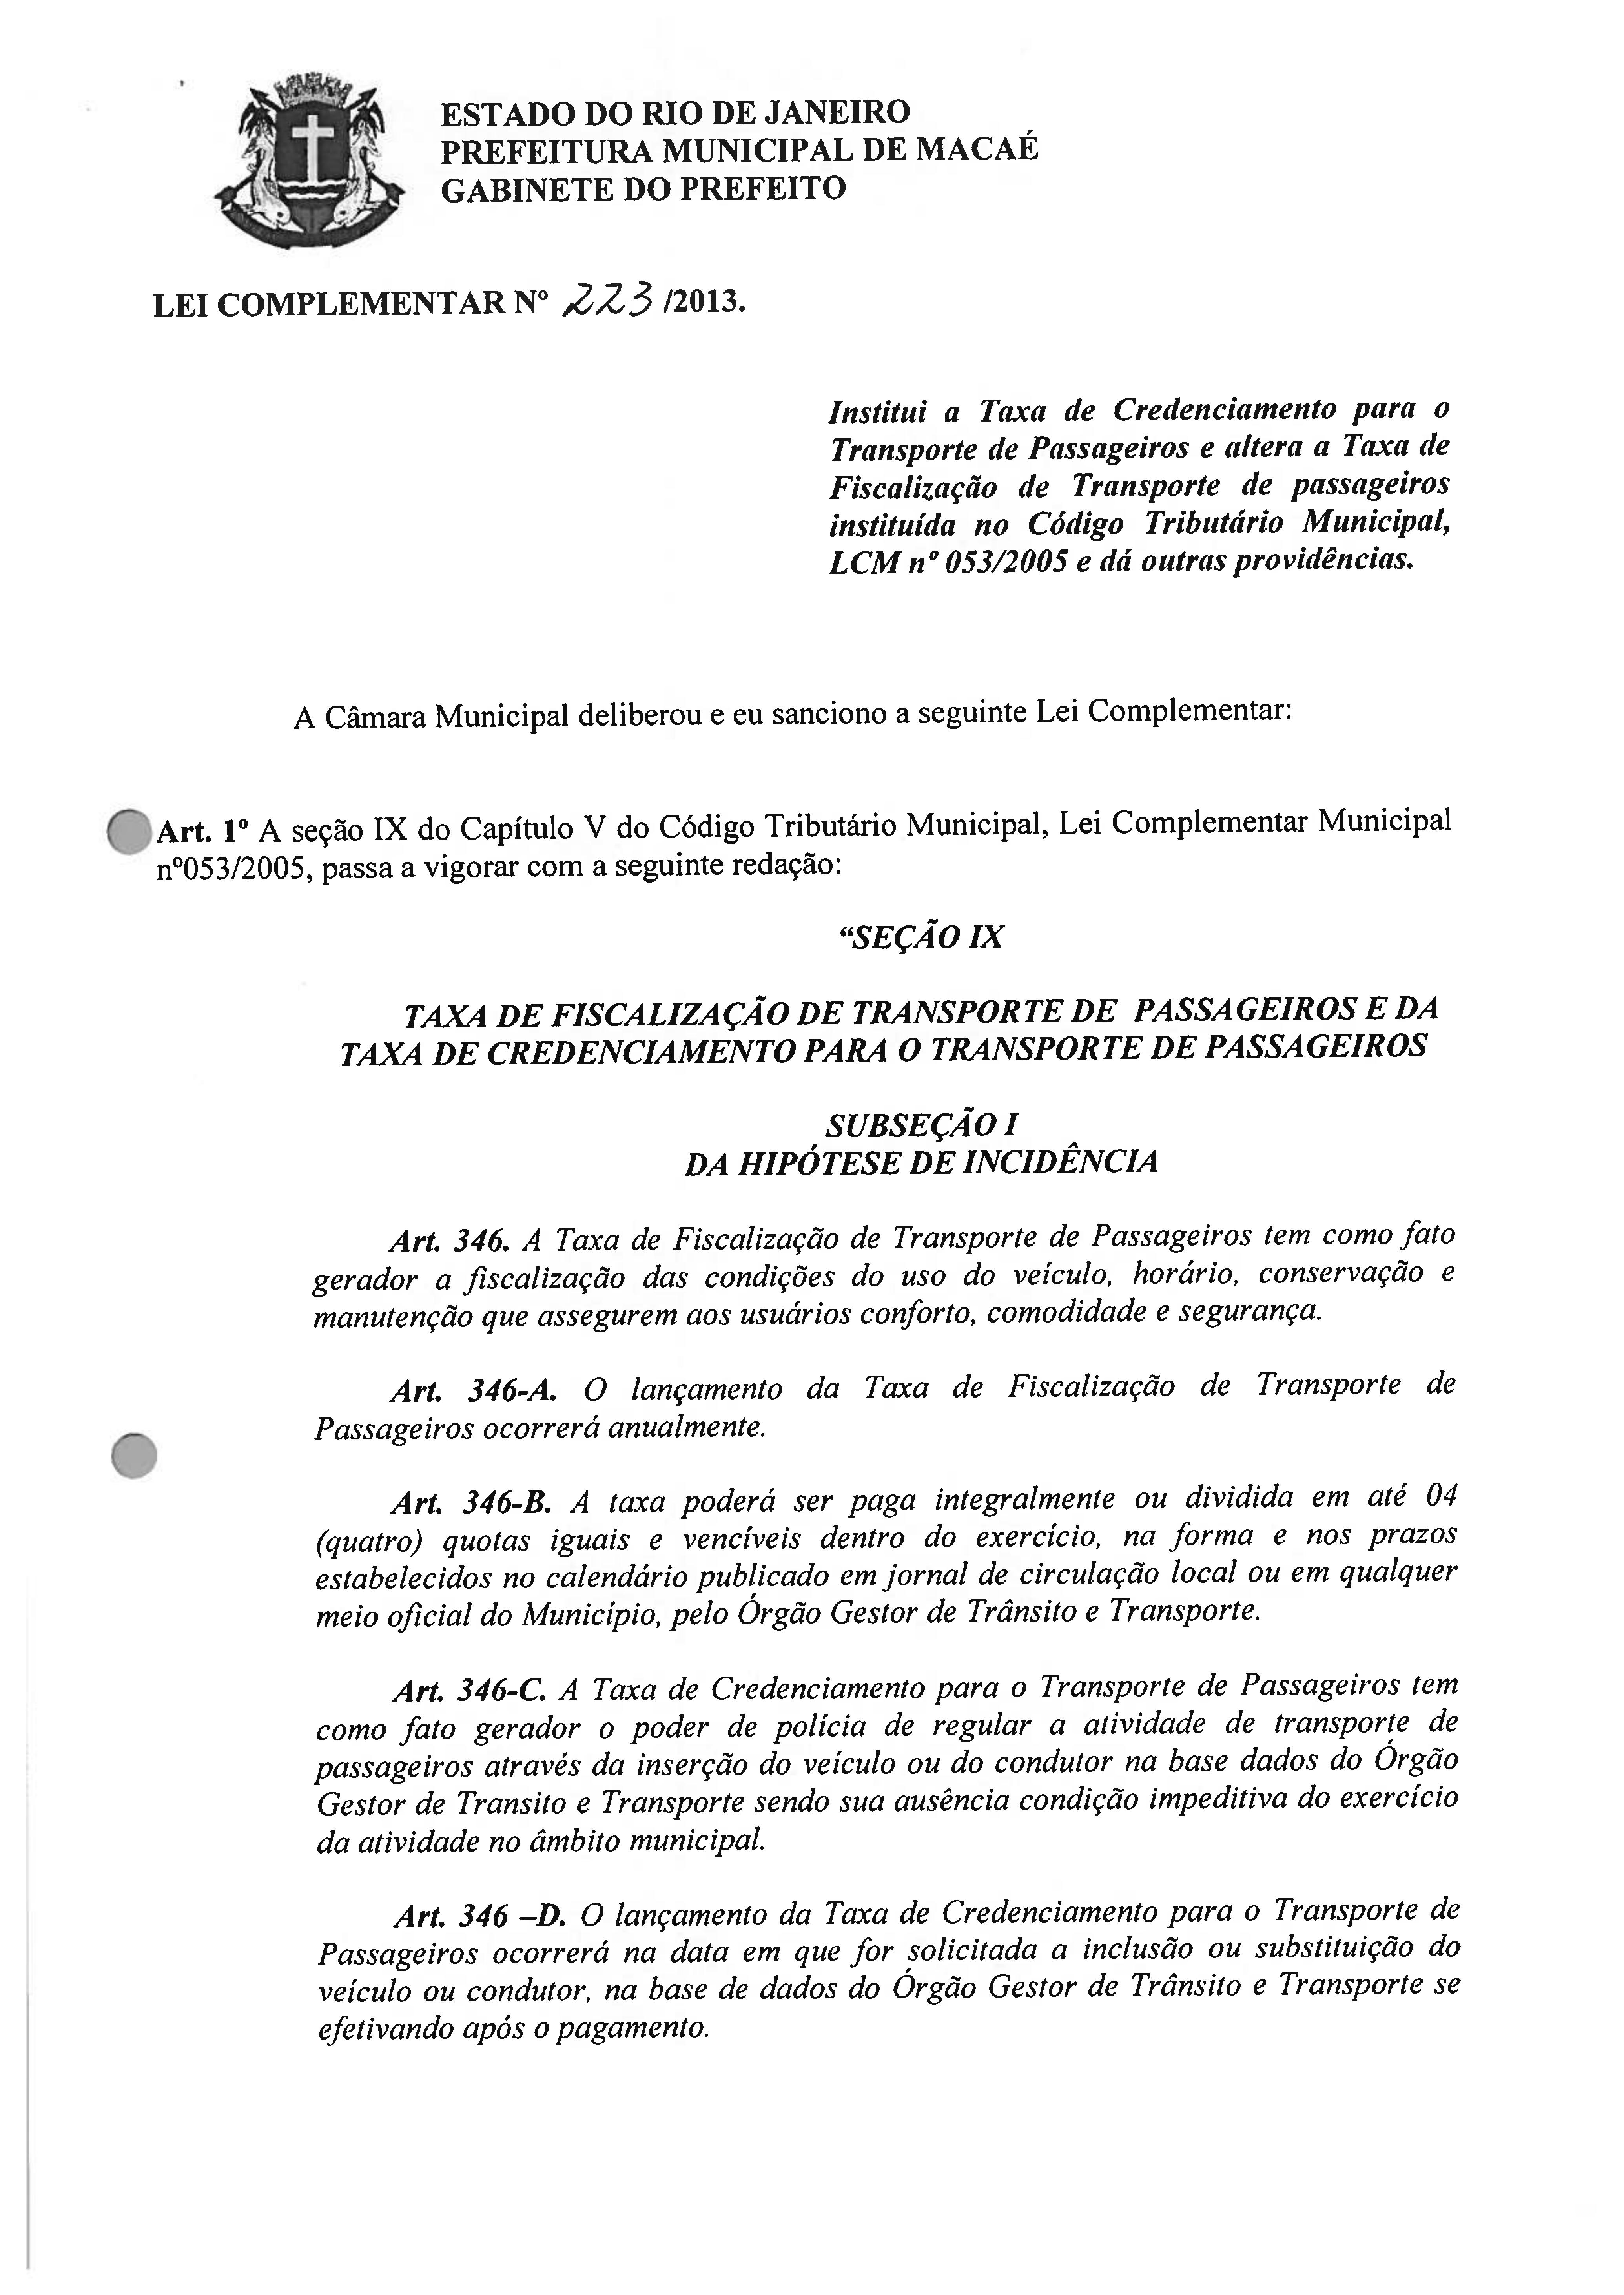 ESTADO DO RIO DE JANEIRO
PREFEITURA MUNICIPAL DE MACAÉ
GABINETE DO PREFEITO
LEI COMPLEMENTAR Nº 223 /2013.
Institui a Taxa de Credenciamento para o
Transporte de Passageiros e altera a Taxa de
Fiscalização de Transporte de passageiros
instituída no Código Tributário Municipal,
LCM nº 053/2005 e dá outras providências.
A Câmara Municipal deliberou e eu sanciono a seguinte Lei Complementar:
Art. 1º A seção IX do Capítulo V do Código Tributário Municipal, Lei Complementar Municipal
nº053/2005, passa a vigorar com a seguinte redação:
“SEÇÃO IX
TAXA DE FISCALIZAÇÃO DE TRANSPORTE DE PASSAGEIROS E DA
TAXA DE CREDENCIAMENTO PARA O TRANSPORTE DE PASSAGEIROS
SUBSEÇÃO I
DA HIPÓTESE DE INCIDÊNCIA
Art. 346. A Taxa de Fiscalização de Transporte de Passageiros tem como fato
gerador a fiscalização das condições do uso do veículo, horário, conservação e
manutenção que assegurem aos usuários conforto, comodidade e segurança.
Art. 346-A. O lançamento da Taxa de Fiscalização de Transporte de
Passageiros ocorrerá anualmente.
Art. 346-B. A taxa poderá ser paga integralmente ou dividida em até 04
(quatro) quotas iguais e vencíveis dentro do exercício, na forma e nos prazos
estabelecidos no calendário publicado em jornal de circulação local ou em qualquer
meio oficial do Município, pelo Órgão Gestor de Trânsito e Transporte.
Art. 346-C. A Taxa de Credenciamento para o Transporte de Passageiros tem
como fato gerador o poder de polícia de regular a atividade de transporte de
passageiros através da inserção do veículo ou do condutor na base dados do Órgão
Gestor de Transito e Transporte sendo sua ausência condição impeditiva do exercício
da atividade no âmbito municipal.
Art. 346 –D. O lançamento da Taxa de Credenciamento para o Transporte de
Passageiros ocorrerá na data em que for solicitada a inclusão ou substituição do
veículo ou condutor, na base de dados do Órgão Gestor de Trânsito e Transporte se
efetivando após o pagamento.